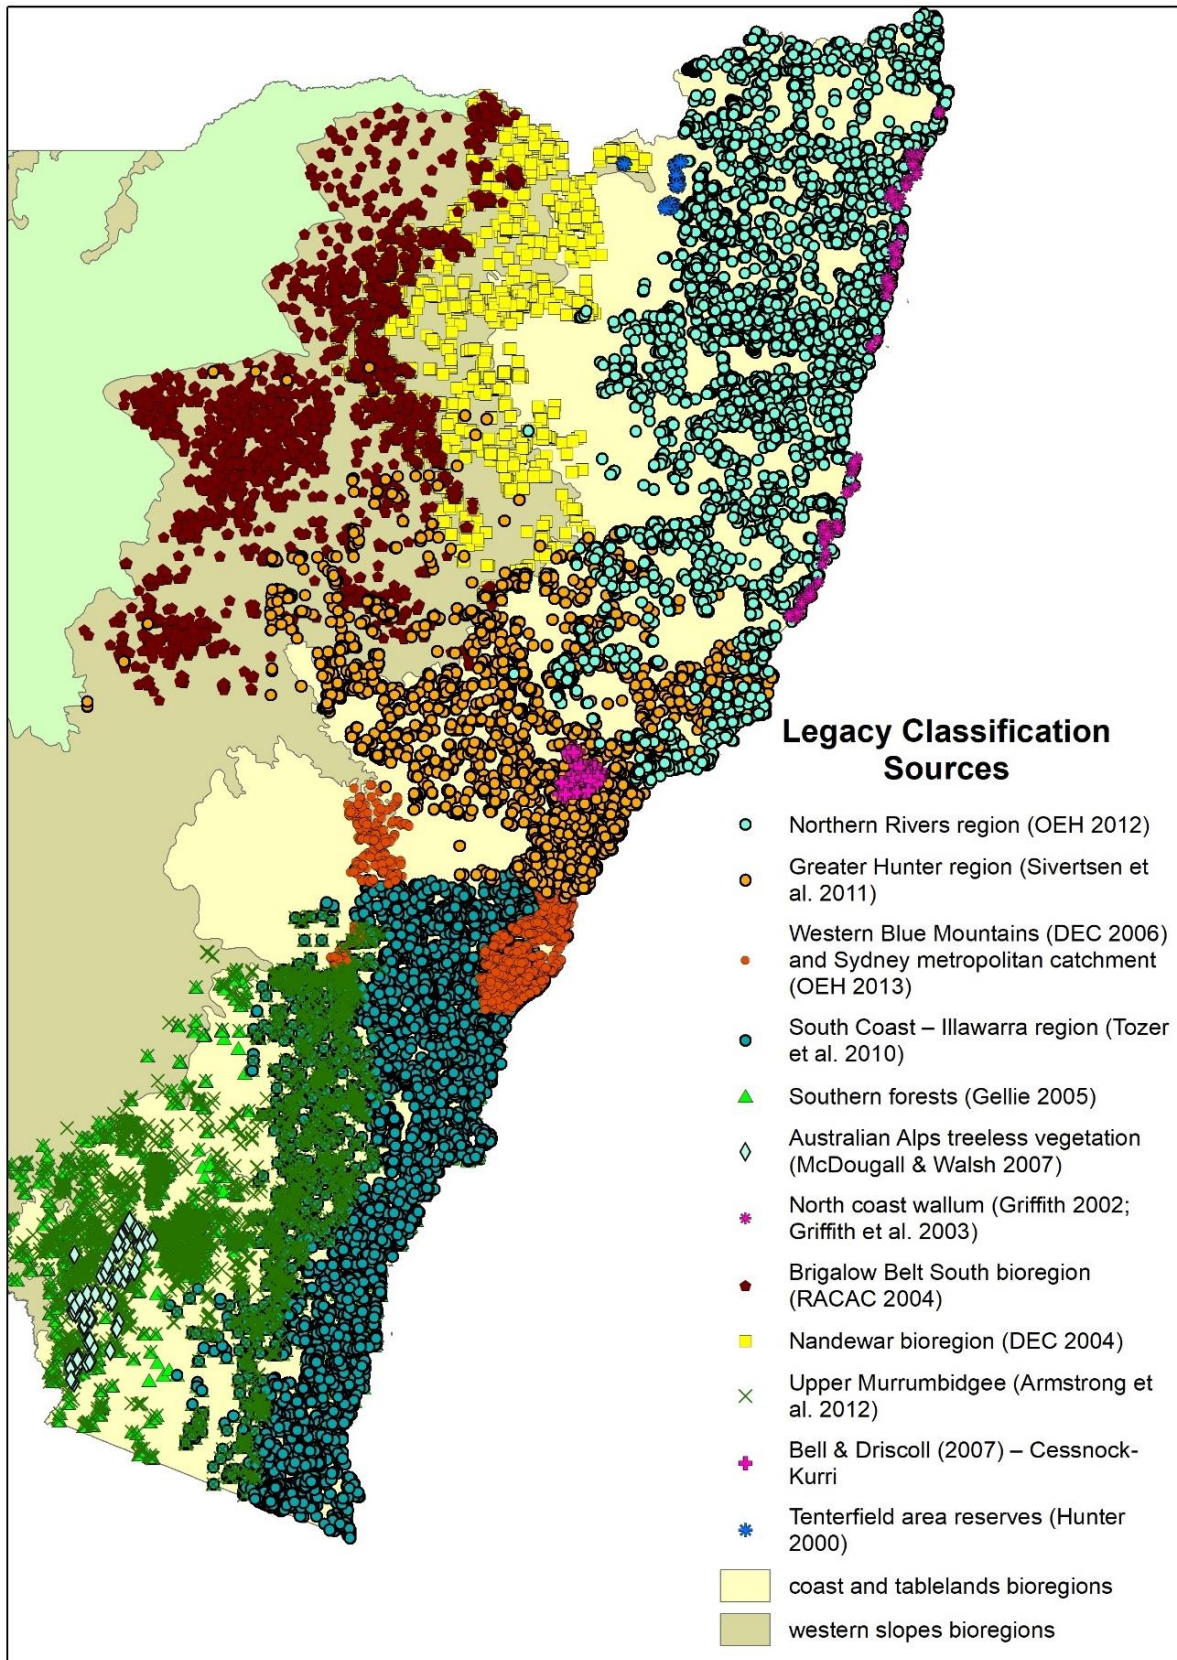 Legacy Classification
Sources
Northern Rivers region (OEH 2012)
Greater Hunter region (Sivertsen et
al. 2011)
Western Blue Mountains (DEC 2006)
and Sydney metropolitan catchment
(OEH 2013)
South Coast – Illawarra region (Tozer
et al. 2010)
Southern forests (Gellie 2005)
Australian Alps treeless vegetation
(McDougall & Walsh 2007)
North coast wallum (Griffith 2002;
Griffith et al. 2003)
Brigalow Belt South bioregion
(RACAC 2004)
Nandewar bioregion (DEC 2004)
Upper Murrumbidgee (Armstrong et
al. 2012)
Bell & Driscoll (2007) – Cessnock-
Kurri
Tenterfield area reserves (Hunter
2000)
coast and tablelands bioregions
western slopes bioregions